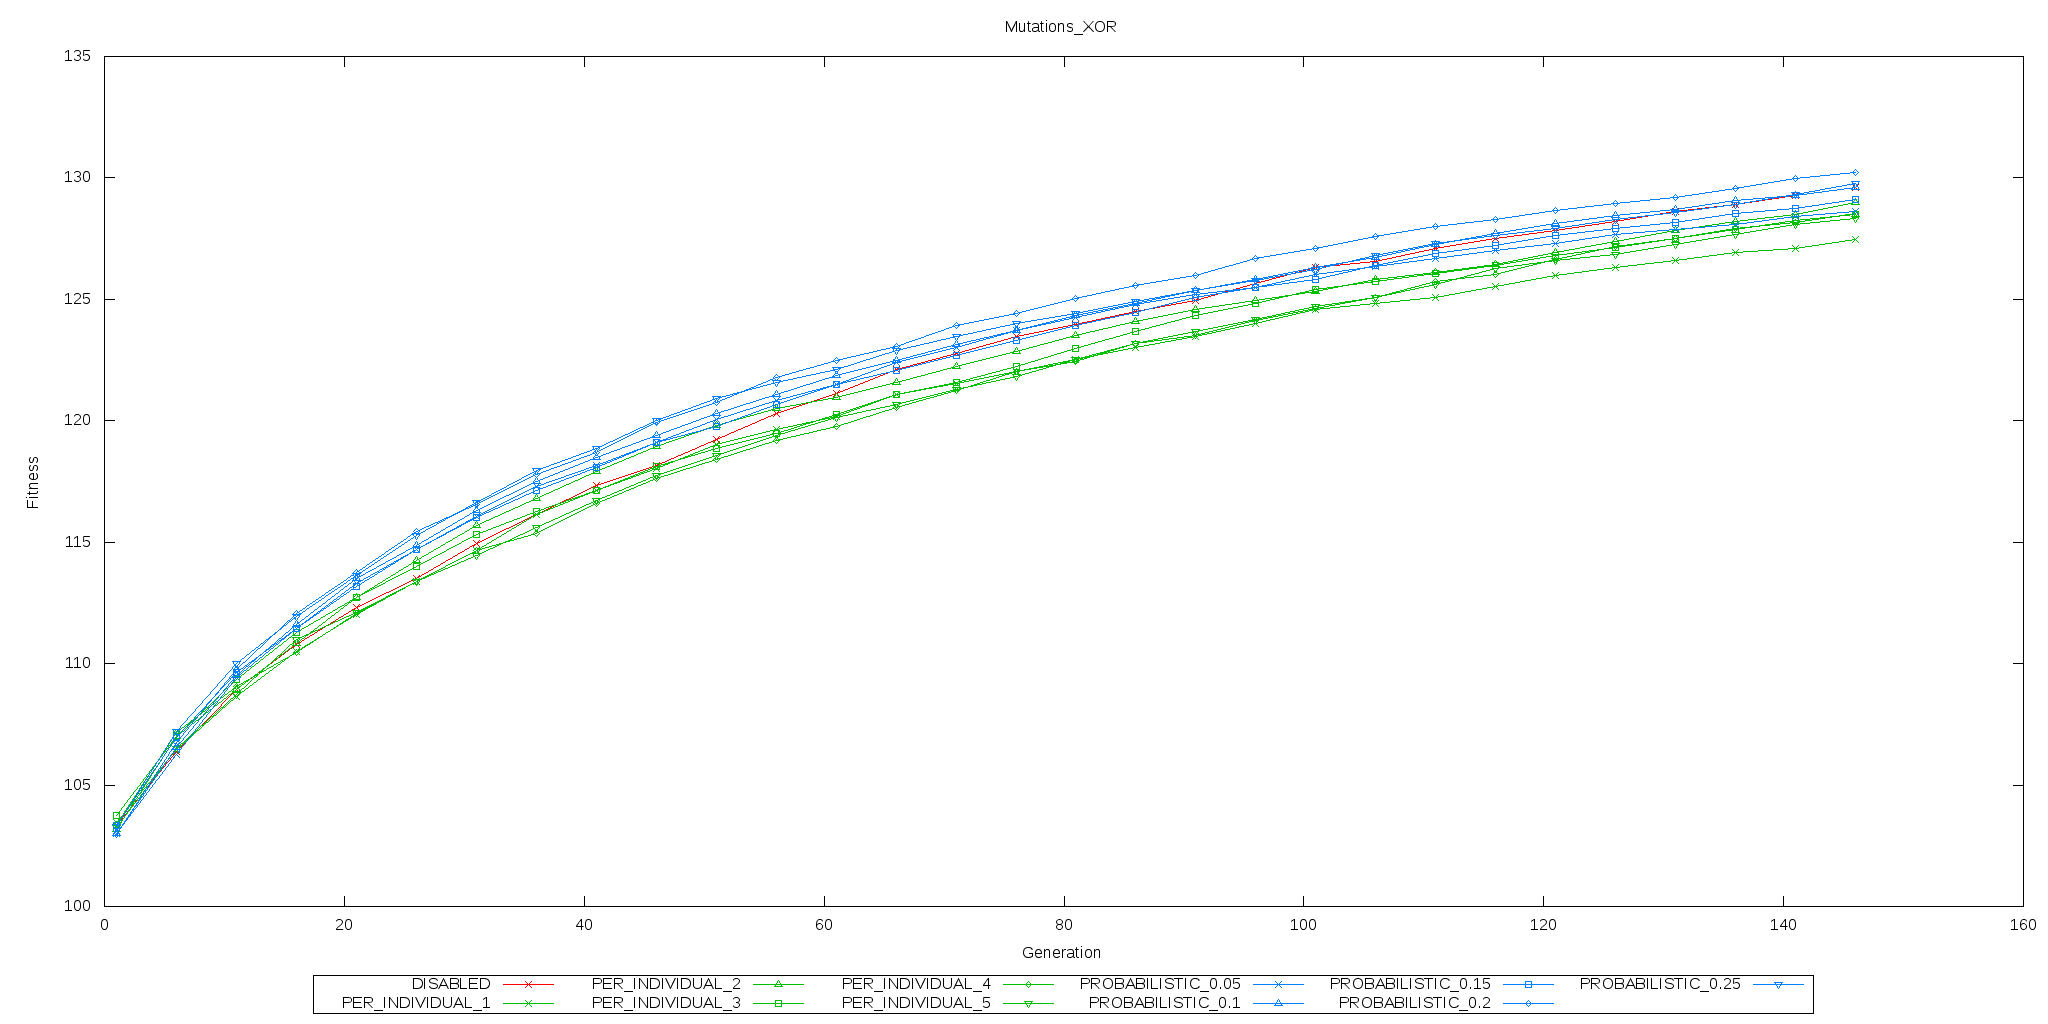 Mutations_XOR
135
130
125
120
115
110
105
100
Fitness
0 20 40 60 80 100 120 140 160
Generation
DISABLED PER_INDIVIDUAL_2 PER_INDIVIDUAL_4 PROBABILISTIC_0.05 PROBABILISTIC_0.15 PROBABILISTIC_0.25
PER_INDIVIDUAL_1 PER_INDIVIDUAL_3 PER_INDIVIDUAL_5 PROBABILISTIC_0.1 PROBABILISTIC_0.2